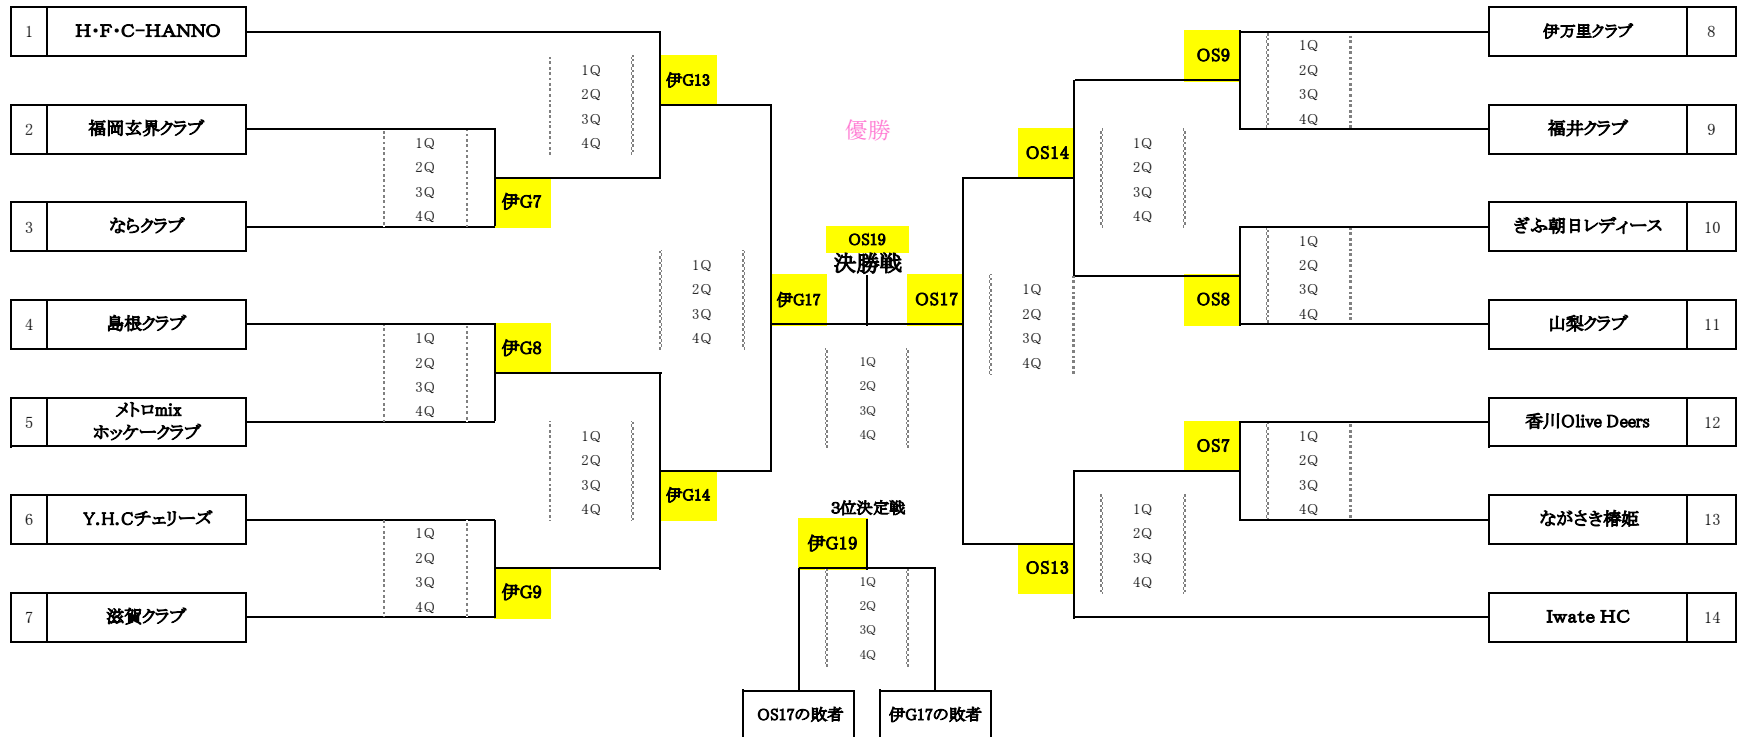 1 H・F・C-HANNO
伊万里クラブ 8
OS9
1Q
2Q
3Q
4Q
伊G13
1Q
2Q
3Q
4Q
2 福岡玄界クラブ
優勝
福井クラブ 9
1Q
2Q
3Q
4Q
伊G7
OS14
1Q
2Q
3Q
4Q
3 ならクラブ
ぎふ朝日レディース 10
OS19
決勝戦
1Q
2Q
3Q
4Q
伊G17
OS17
1Q
2Q
3Q
4Q
OS8
1Q
2Q
3Q
4Q
4 島根クラブ
山梨クラブ 11
1Q
2Q
3Q
4Q
伊G8
1Q
2Q
3Q
4Q
5 メトロmix
ホッケークラブ
香川Olive Deers 12
OS7
1Q
2Q
3Q
4Q
1Q
2Q
3Q
4Q
伊G14
6 Y.H.Cチェリーズ
3位決定戦
伊G19
ながさき椿姫 13
1Q
2Q
3Q
4Q
伊G9
OS13
1Q
2Q
3Q
4Q
1Q
2Q
3Q
4Q
7 滋賀クラブ
Iwate HC 14
OS17の敗者
伊G17の敗者